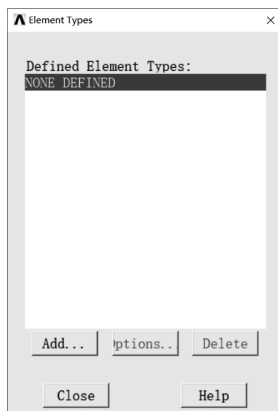 Element Types
Defined Element Types:
NONE DEFINED
Add... ptions.. Delete
Close Help